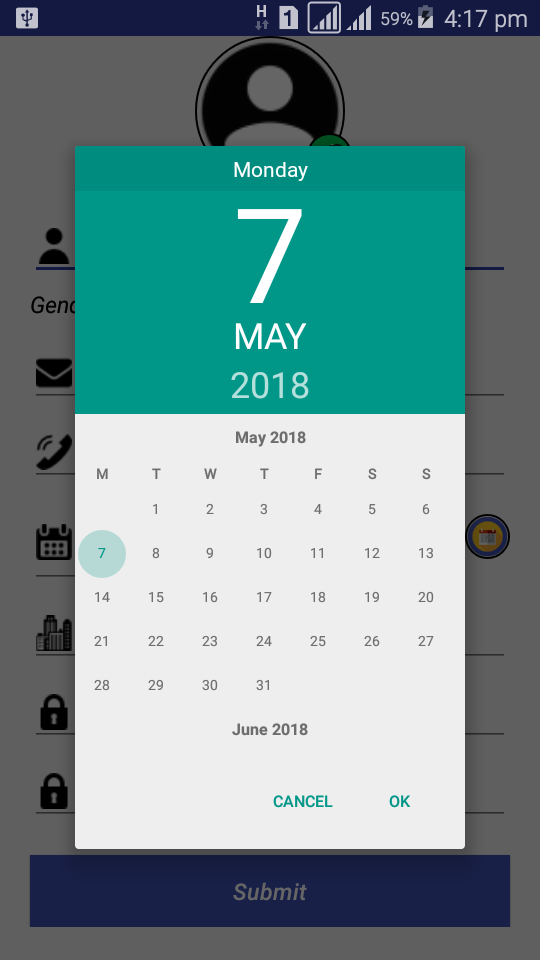 H 1 59% 4:17 pm
Monday
7
MAY
2018
Gend
May 2018
M T W T F S S
1 2 3 4 5 6
7 8 9 10 11 12 13
14 15 16 17 18 19 20
21 22 23 24 25 26 27
28 29 30 31
June 2018
CANCEL OK
Submit